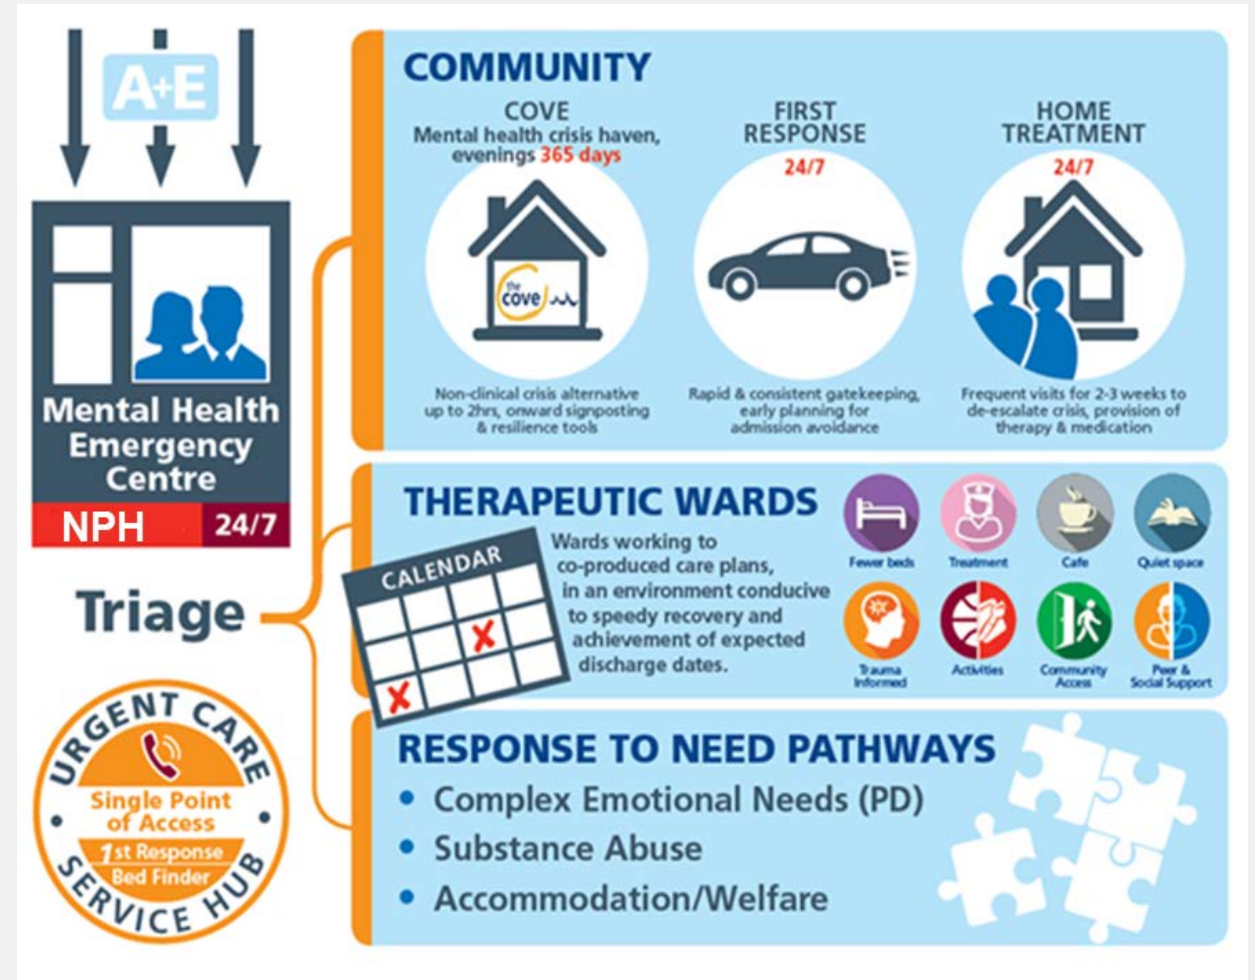 A+E
Mental Health
Emergency
Centre
NPH 24/7
Triage
URGENT CARE
Single Point
of Access
1st Response
Bed Finder
SERVICE HUB
COMMUNITY
COVE
Mental health crisis haven,
evenings 365 days
the
cove
Non-clinical crisis alternative
up to 2hrs, onward signposting
& resilience tools
FIRST
RESPONSE
24/7
Rapid & consistent gatekeeping,
early planning for
admission avoidance
HOME
TREATMENT
24/7
Frequent visits for 2-3 weeks to
de-escalate crisis, provision of
therapy & medication
THERAPEUTIC WARDS
CALENDAR
Wards working to
co-produced care plans,
in an environment conducive
to speedy recovery and
achievement of expected
discharge dates.
Fewer beds
Treatment
Cafe
Quiet space
Trauma
Informed
Activities
Community
Access
Peer &
Social Support
RESPONSE TO NEED PATHWAYS
• Complex Emotional Needs (PD)
• Substance Abuse
• Accommodation/Welfare